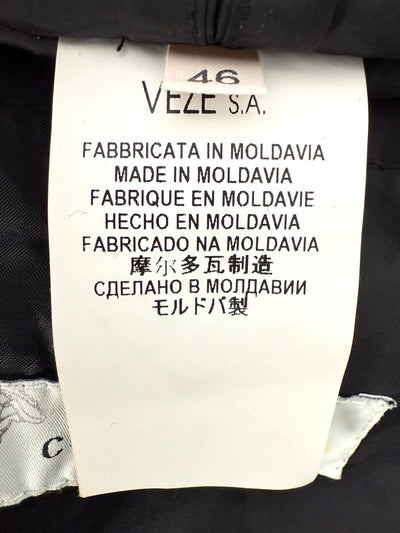 46
VEZE S.A.
FABBRICATA IN MOLDAVIA
MADE IN MOLDAVIA
FABRIQUE EN MOLDAVIE
HECHO EN MOLDAVIA
FABRICADO NA MOLDAVIA
摩尔多瓦制造
СДЕЛАНО В МОЛДАВИИ
モルドバ製
C